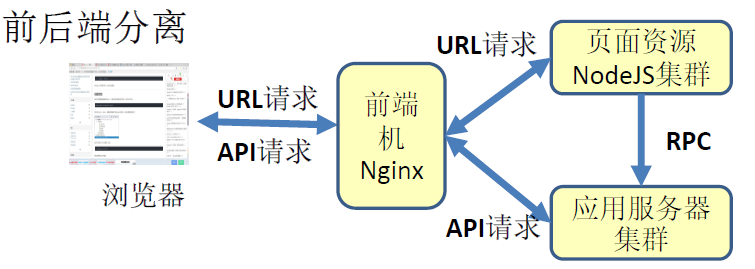 前后端分离
URL请求
API请求
浏览器
前端
机
Nginx
URL请求
API请求
页面资源
NodeJS集群
RPC
应用服务器
集群